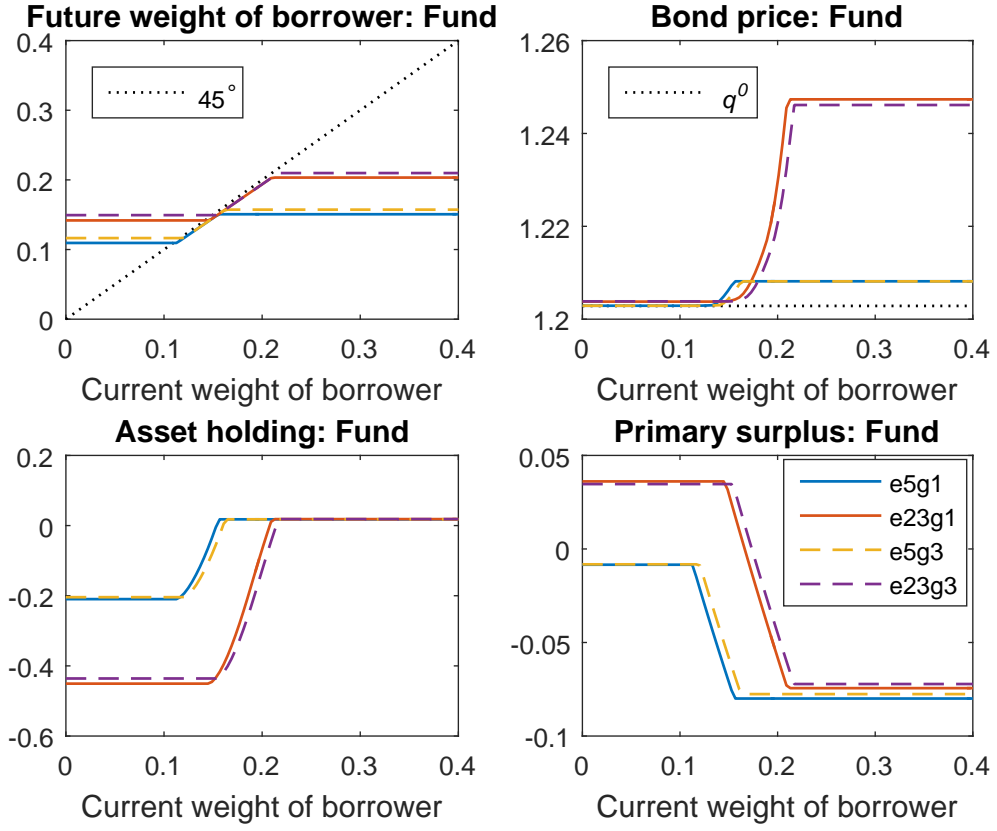 Future weight of borrower: Fund
0.4
0.3
0.2
0.1
0
45°
0 0.1 0.2 0.3 0.4
Current weight of borrower
Bond price: Fund
1.26
1.24
1.22
1.2
q⁰
0 0.1 0.2 0.3 0.4
Current weight of borrower
Asset holding: Fund
0.2
0
-0.2
-0.4
-0.6
0 0.1 0.2 0.3 0.4
Current weight of borrower
Primary surplus: Fund
0.05
0
-0.05
-0.1
e5g1
e23g1
e5g3
e23g3
0 0.1 0.2 0.3 0.4
Current weight of borrower